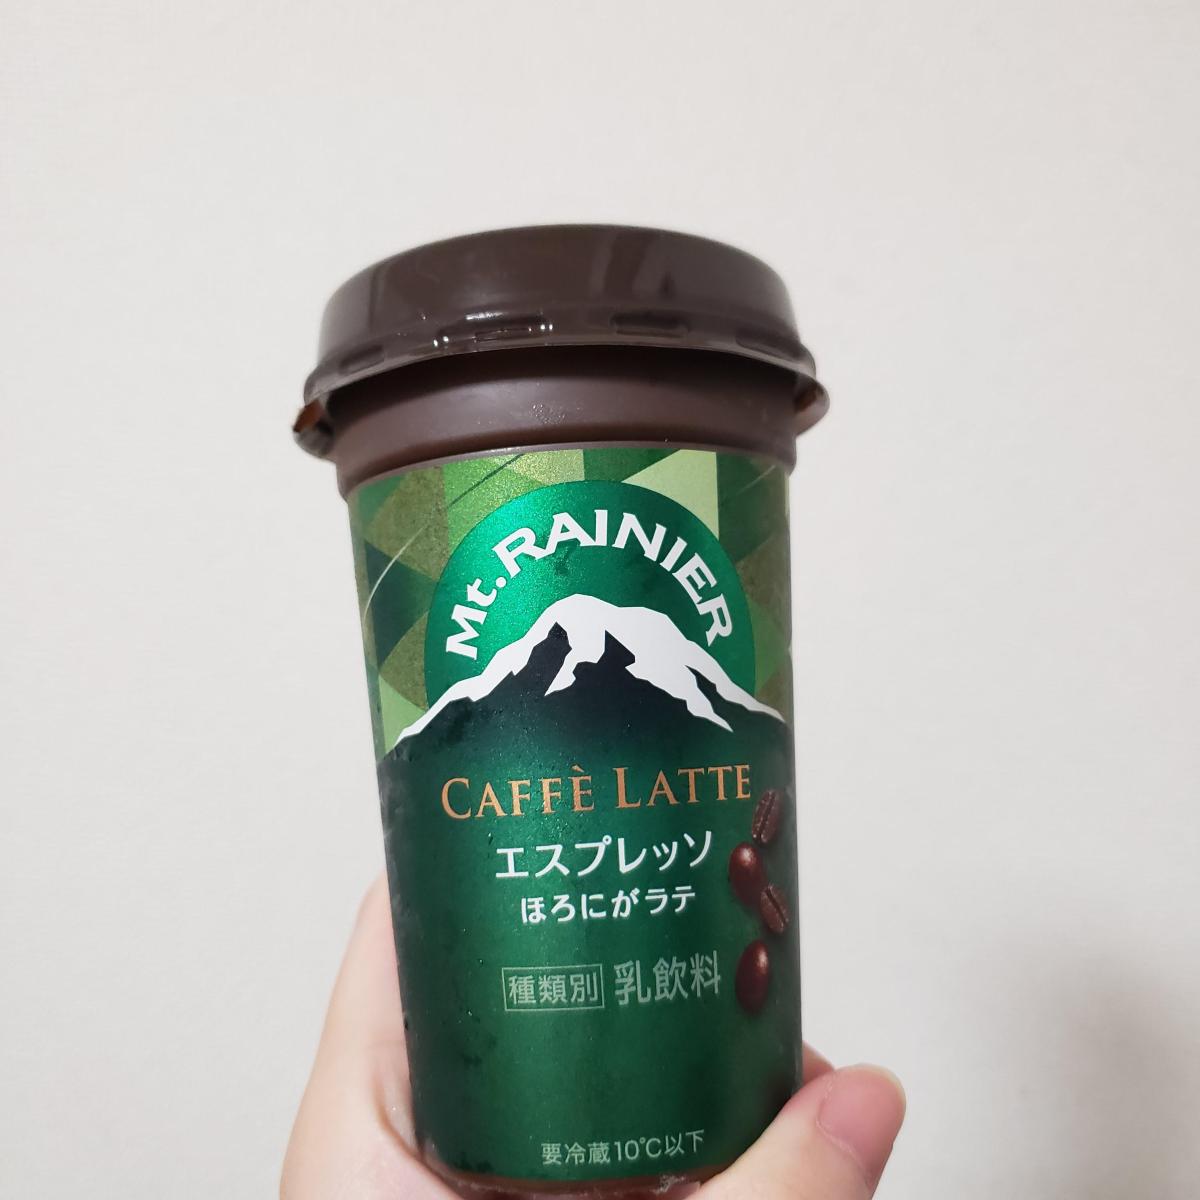 Mt. RAINIER
CAFFÈ LATTE
エスプレッソ
ほろにがラテ
種類別 乳飲料
要冷蔵10℃以下